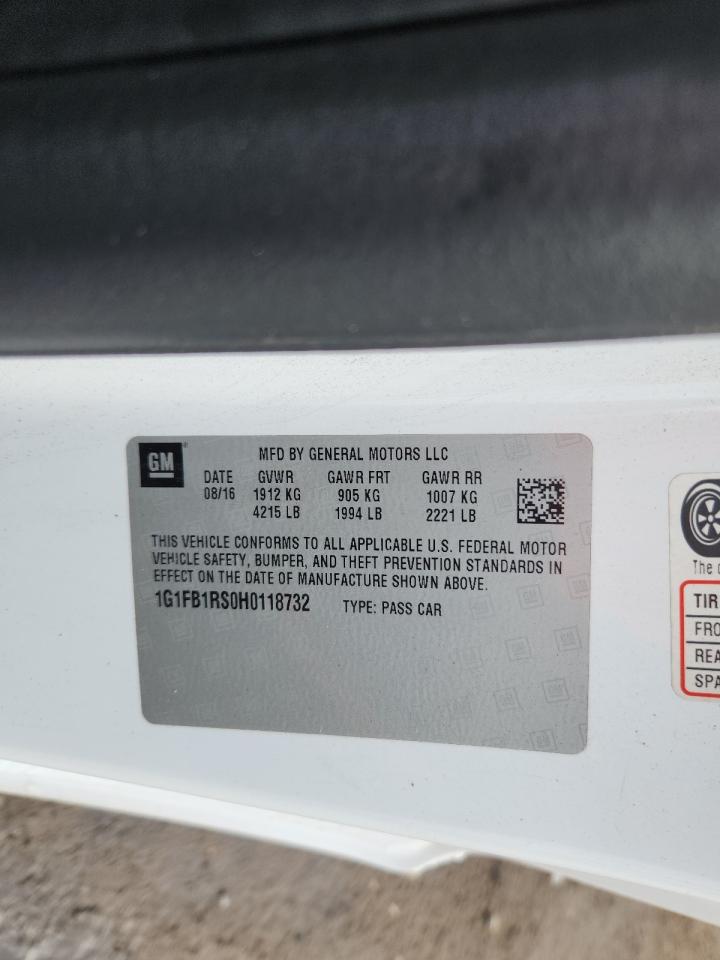 GM
MFD BY GENERAL MOTORS LLC
DATE GVWR GAWR FRT GAWR RR
08/16 1912 KG 905 KG 1007 KG
4215 LB 1994 LB 2221 LB
THIS VEHICLE CONFORMS TO ALL APPLICABLE U.S. FEDERAL MOTOR
VEHICLE SAFETY, BUMPER, AND THEFT PREVENTION STANDARDS IN
EFFECT ON THE DATE OF MANUFACTURE SHOWN ABOVE.
1G1FB1RS0H0118732 TYPE: PASS CAR
The
TIR
FRO
REA
SPA